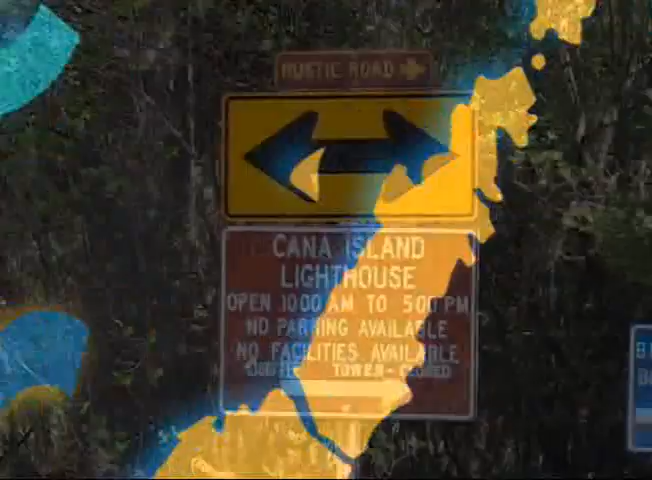 RUSTIC ROAD
CANA ISLAND
LIGHTHOUSE
OPEN 10:00 AM TO 5:00 PM
NO PARKING AVAILABLE
NO FACILITIES AVAILABLE
TOWER-CLOSED